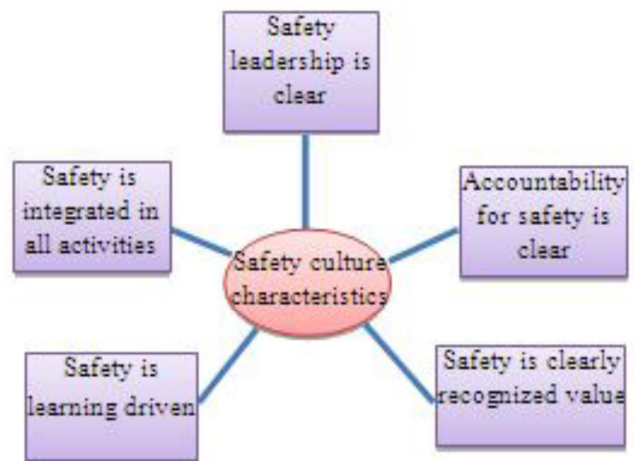 Safety
leadership is
clear
Safety is
integrated in
all activities
Accountability
for safety is
clear
Safety culture
characteristics
Safety is
learning driven
Safety is clearly
recognized value